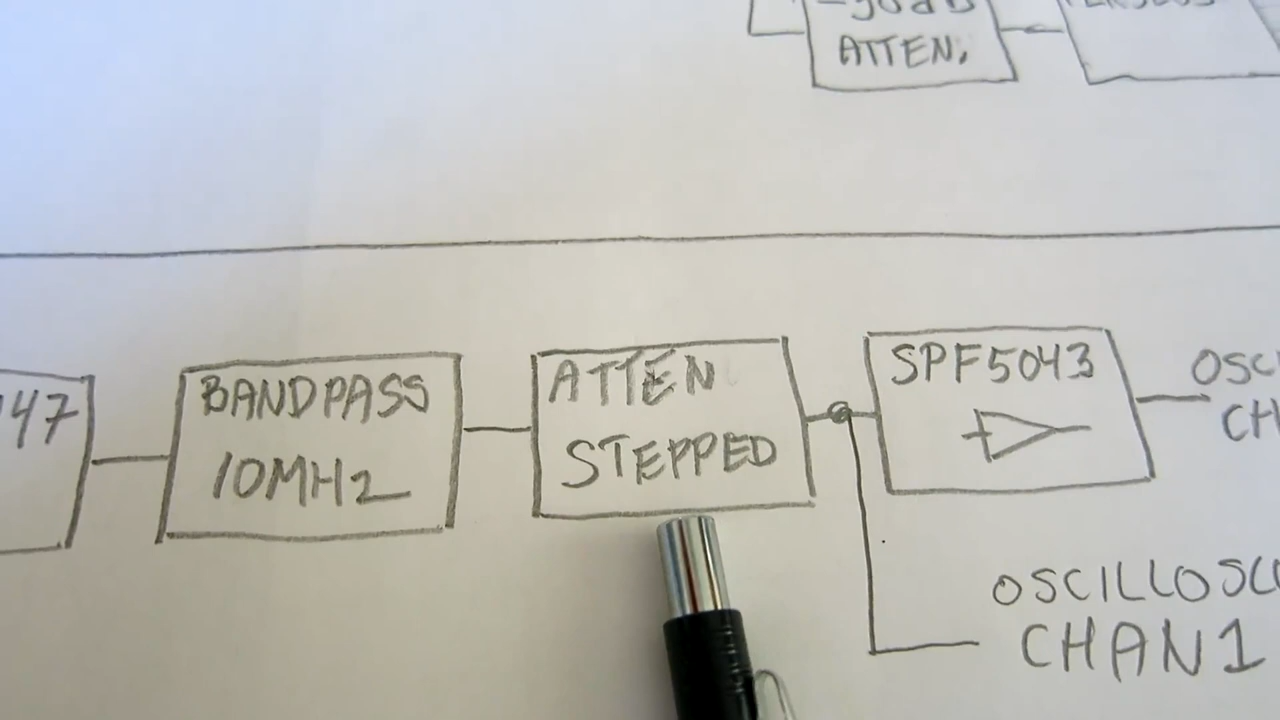 ATTEN.
47
BANDPASS
10MHz
ATTEN
STEPPED
SPF5043
OSC
CH
OSCILLOSC
CHAN1